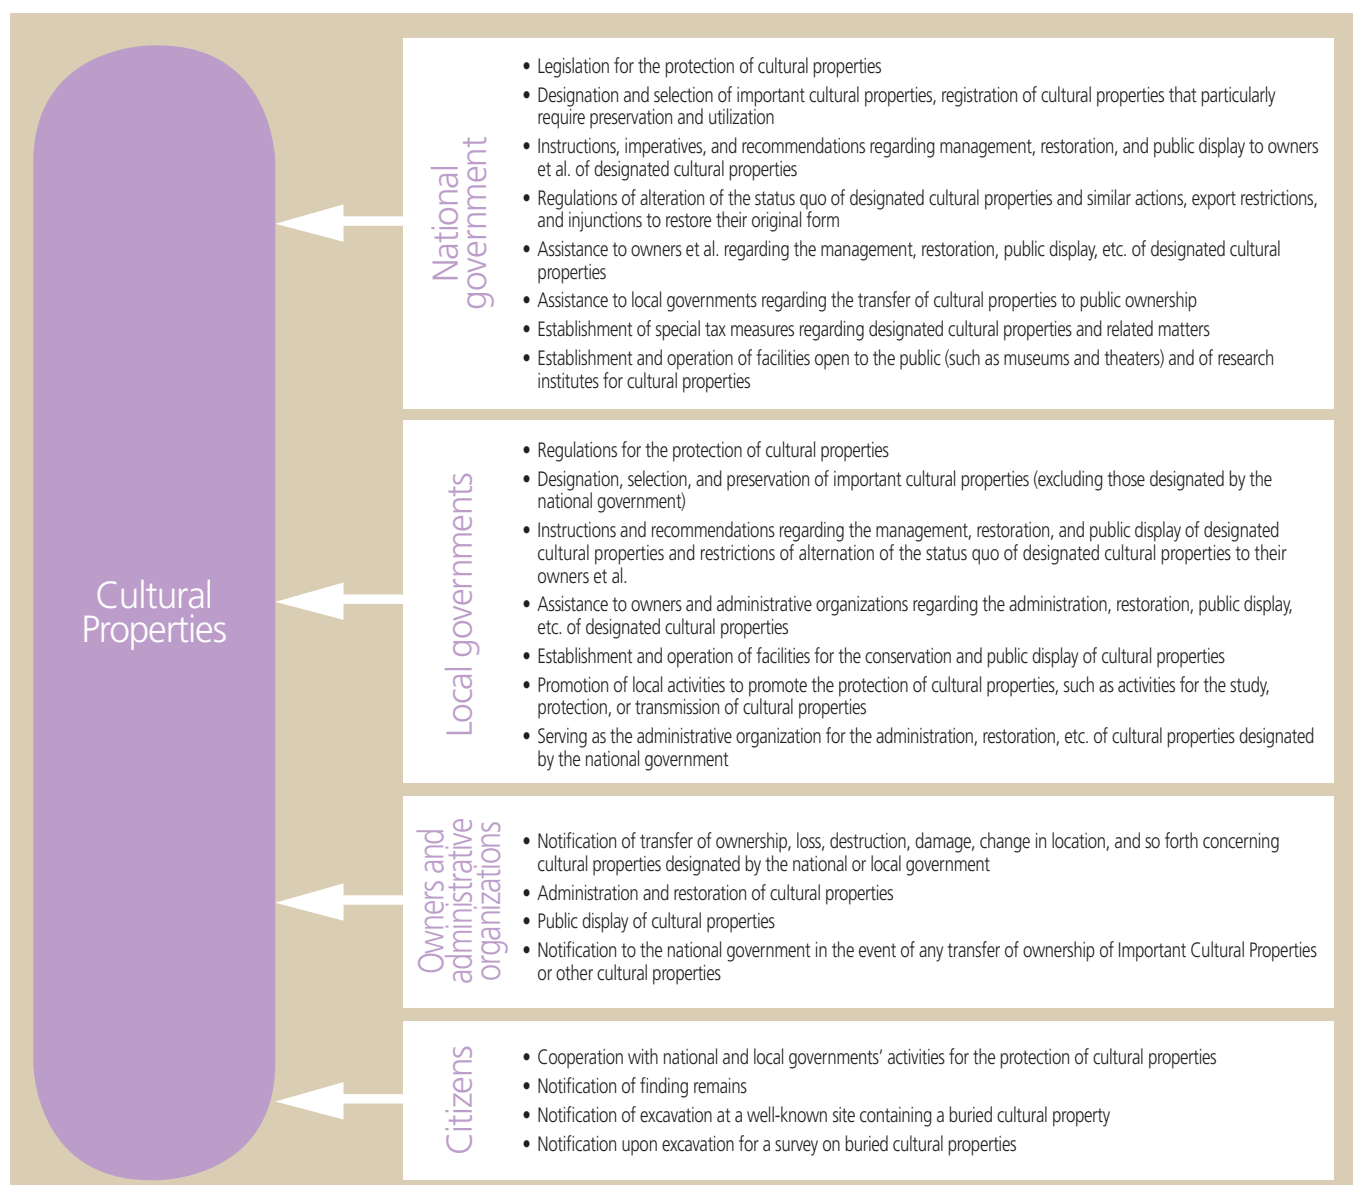 Cultural
Properties
National
government
• Legislation for the protection of cultural properties
• Designation and selection of important cultural properties, registration of cultural properties that particularly
require preservation and utilization
• Instructions, imperatives, and recommendations regarding management, restoration, and public display to owners
et al. of designated cultural properties
• Regulations of alteration of the status quo of designated cultural properties and similar actions, export restrictions,
and injunctions to restore their original form
• Assistance to owners et al. regarding the management, restoration, public display, etc. of designated cultural
properties
• Assistance to local governments regarding the transfer of cultural properties to public ownership
• Establishment of special tax measures regarding designated cultural properties and related matters
• Establishment and operation of facilities open to the public (such as museums and theaters) and of research
institutes for cultural properties
Local governments
• Regulations for the protection of cultural properties
• Designation, selection, and preservation of important cultural properties (excluding those designated by the
national government)
• Instructions and recommendations regarding the management, restoration, and public display of designated
cultural properties and restrictions of alternation of the status quo of designated cultural properties to their
owners et al.
• Assistance to owners and administrative organizations regarding the administration, restoration, public display,
etc. of designated cultural properties
• Establishment and operation of facilities for the conservation and public display of cultural properties
• Promotion of local activities to promote the protection of cultural properties, such as activities for the study,
protection, or transmission of cultural properties
• Serving as the administrative organization for the administration, restoration, etc. of cultural properties designated
by the national government
Owners and
administrative
organizations
• Notification of transfer of ownership, loss, destruction, damage, change in location, and so forth concerning
cultural properties designated by the national or local government
• Administration and restoration of cultural properties
• Public display of cultural properties
• Notification to the national government in the event of any transfer of ownership of Important Cultural Properties
or other cultural properties
Citizens
• Cooperation with national and local governments’ activities for the protection of cultural properties
• Notification of finding remains
• Notification of excavation at a well-known site containing a buried cultural property
• Notification upon excavation for a survey on buried cultural properties